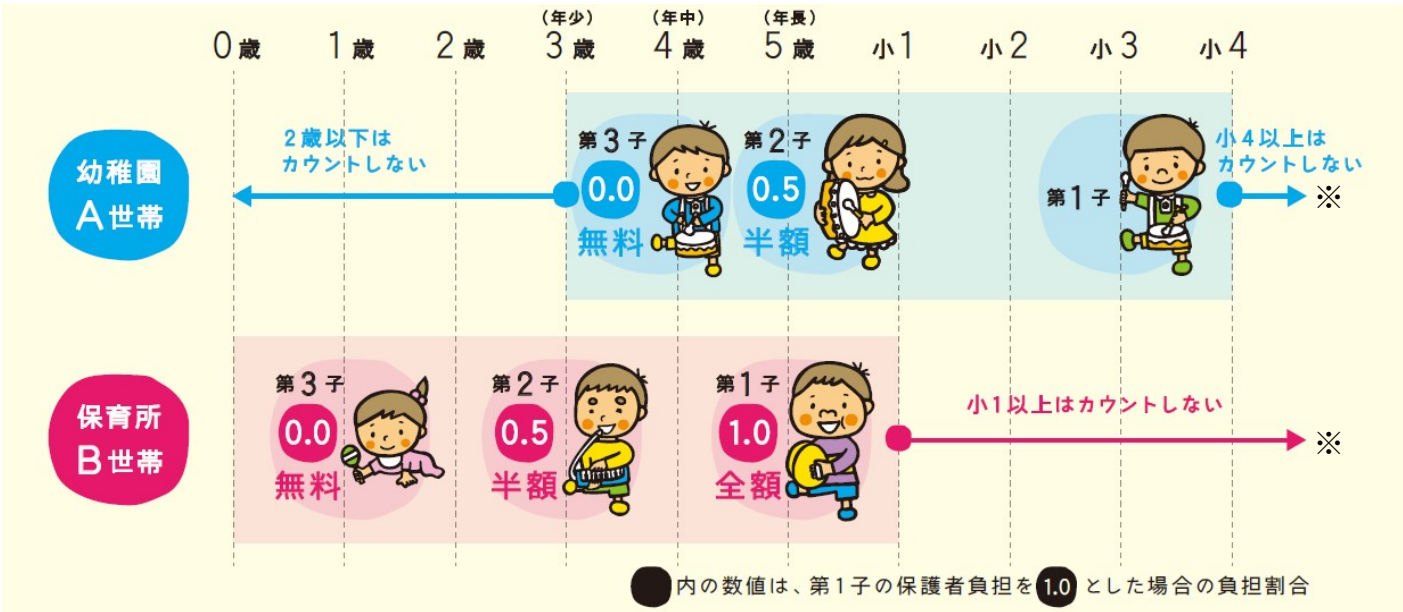 (年少) (年中) (年長)
0歳 1歳 2歳 3歳 4歳 5歳 小1 小2 小3 小4
幼稚園
A世帯
2歳以下は
カウントしない
第3子
0.0
無料
第2子
0.5
半額
第1子
小4以上は
カウントしない
※
保育所
B世帯
第3子
0.0
無料
第2子
0.5
半額
第1子
1.0
全額
小1以上はカウントしない
※
内の数値は、第1子の保護者負担を1.0とした場合の負担割合